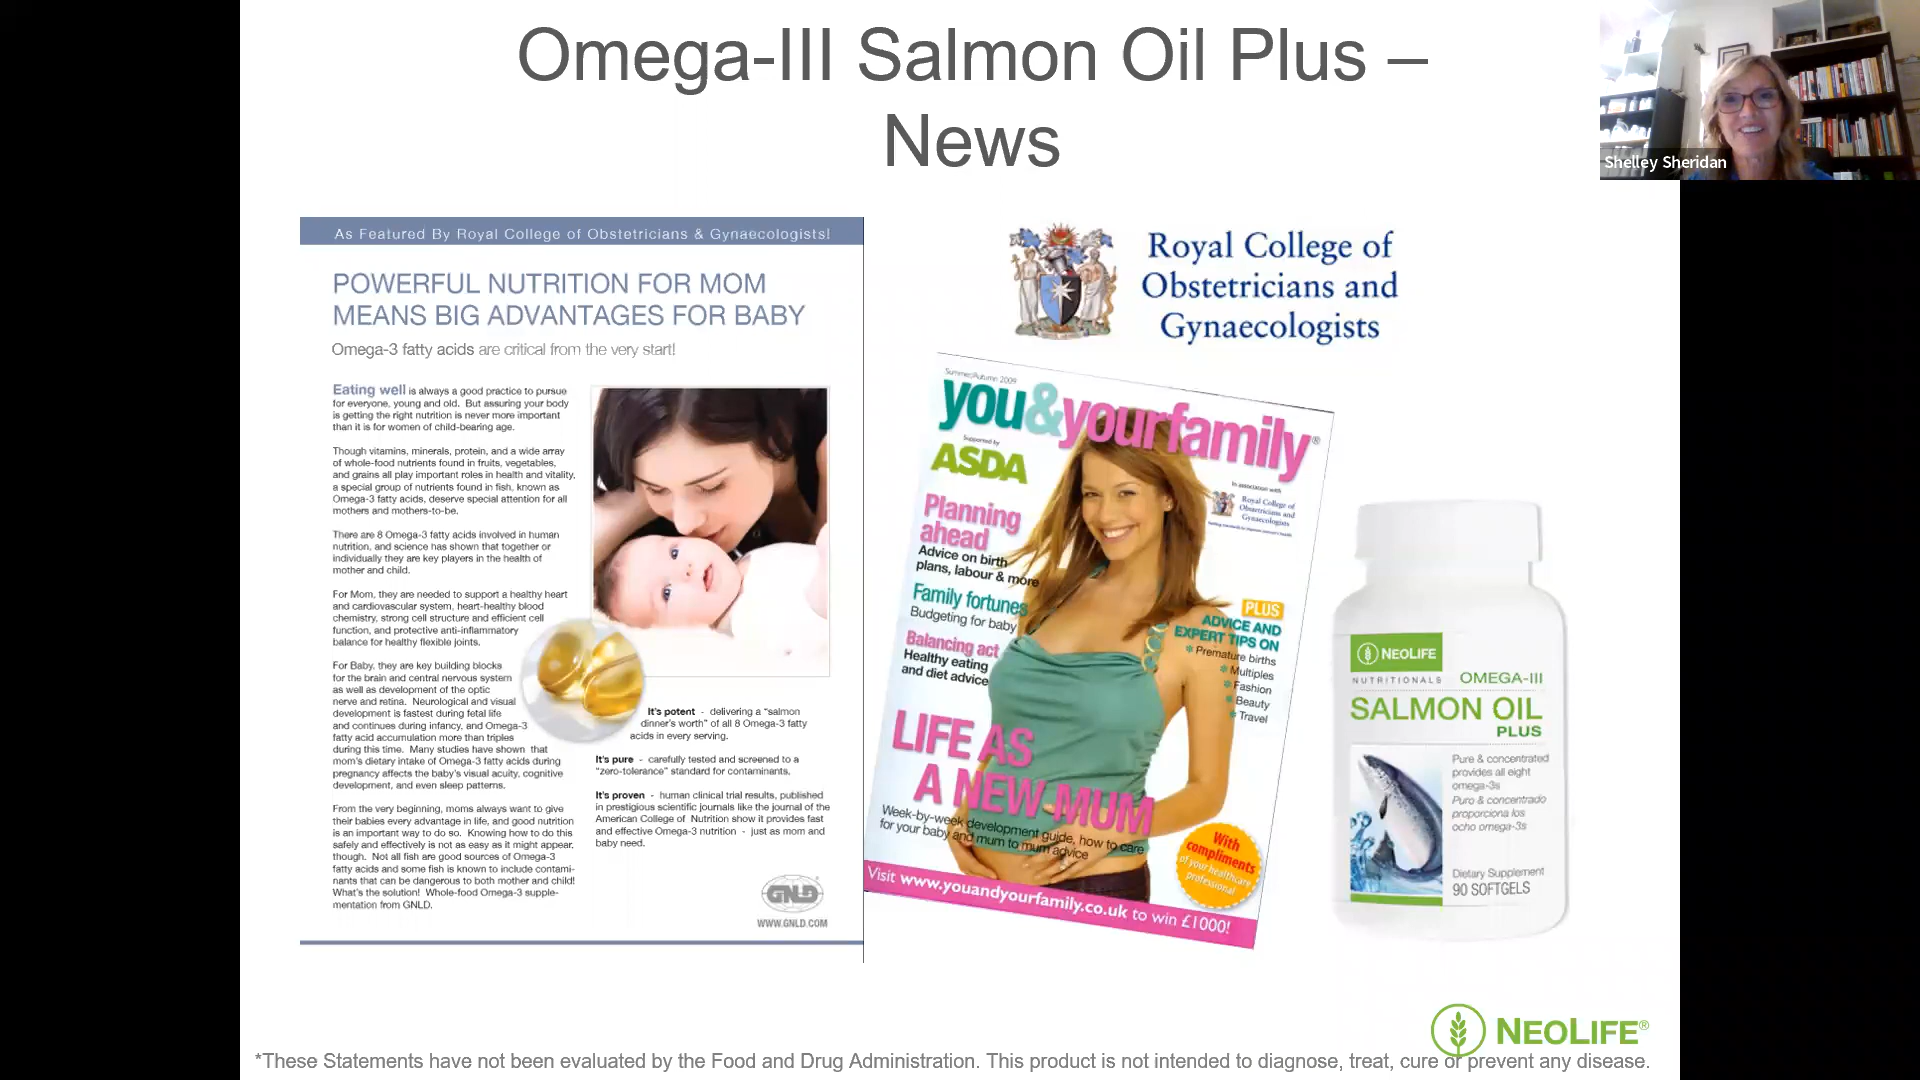 Omega-III Salmon Oil Plus –
News
Shelley Sheridan
As Featured By Royal College of Obstetricians & Gynaecologists!
POWERFUL NUTRITION FOR MOM
MEANS BIG ADVANTAGES FOR BABY
Omega-3 fatty acids are critical from the very start!
Eating well is always a good practice to pursue
for everyone, young and old. But assuring your body
is getting the right nutrition is never more important
than it is for women of child-bearing age.
Though vitamins, minerals, protein, and a wide array
of whole-food nutrients found in fruits, vegetables,
and grains all play important roles in health and vitality,
a special group of nutrients found in fish, known as
Omega-3 fatty acids, deserve special attention for all
mothers and mothers-to-be.
There are 8 Omega-3 fatty acids involved in human
nutrition, and science has shown that together or
individually they are key players in the health of
mother and child.
For Mom, they are needed to support a healthy heart
and cardiovascular system, heart-healthy blood
chemistry, strong cell structure and efficient cell
function, and protective anti-inflammatory
balance for healthy flexible joints.
For Baby, they are key building blocks
for the brain and central nervous system
as well as development of the optic
nerve and retina. Neurological and visual
development is fastest during fetal life
and continues during infancy, and Omega-3
fatty acid accumulation more than triples
during this time. Many studies have shown that
mom's dietary intake of Omega-3 fatty acids during
pregnancy affects the baby's visual acuity, cognitive
development, and even sleep patterns.
From the very beginning, moms always want to give
their babies every advantage in life, and good nutrition
is an important way to do so. Knowing how to do this
safely and effectively is not as easy as it might appear,
though. Not all fish are good sources of Omega-3
fatty acids and some fish is known to include contami-
nants that can be dangerous to both mother and child!
What's the solution! Whole-food Omega-3 supple-
mentation from GNLD.
It's potent - delivering a "salmon
dinner's worth" of all 8 Omega-3 fatty
acids in every serving.
It's pure - carefully tested and screened to a
"zero-tolerance" standard for contaminants.
It's proven - human clinical trial results, published
in prestigious scientific journals like the journal of the
American College of Nutrition show it provides fast
and effective Omega-3 nutrition - just as mom and
baby need.
GNLD
WWW.GNLD.COM
Royal College of
Obstetricians and
Gynaecologists
Summer/Autumn 2009
you&yourfamily®
Supported by
ASDA
In association with
Royal College of
Obstetricians and
Gynaecologists
Planning
ahead
Advice on birth
plans, labour & more
Family fortunes
Budgeting for baby
Balancing act
Healthy eating
and diet advice
PLUS
ADVICE AND
EXPERT TIPS ON
* Premature births
* Multiples
* Fashion
* Beauty
* Travel
LIFE AS
A NEW MUM
Week-by-week development guide, how to care
for your baby and mum to mum advice
With
compliments
of your healthcare
professional
Visit www.youandyourfamily.co.uk to win £1000!
NEOLIFE
NUTRITIONALS
OMEGA-III
SALMON OIL
PLUS
Pure & concentrated
provides all eight
omega-3s
Puro & concentrado
proporciona los
ocho omega-3s
Dietary Supplement
90 SOFTGELS
NEOLIFE®
*These Statements have not been evaluated by the Food and Drug Administration. This product is not intended to diagnose, treat, cure or prevent any disease.